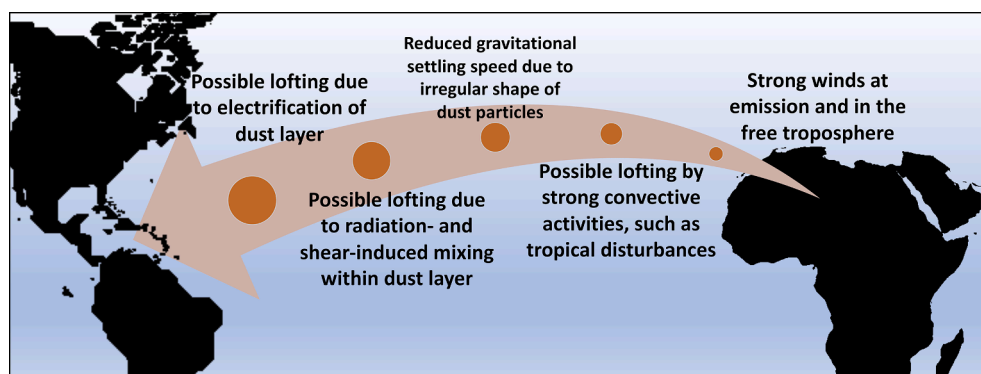 Possible lofting due
to electrification of
dust layer
Reduced gravitational
settling speed due to
irregular shape of
dust particles
Strong winds at
emission and in the
free troposphere
Possible lofting due
to radiation- and
shear-induced mixing
within dust layer
Possible lofting by
strong convective
activities, such as
tropical disturbances